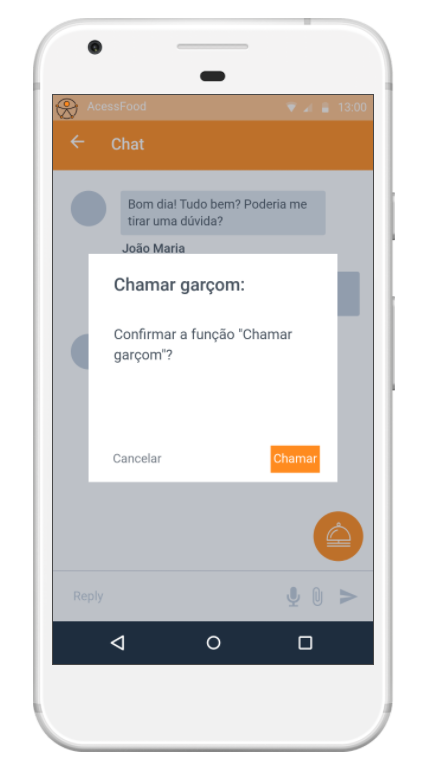 AcessFood 13:00
Chat
Bom dia! Tudo bem? Poderia me
tirar uma dúvida?
João Maria
Chamar garçom:
Confirmar a função "Chamar
garçom"?
Cancelar Chamar
Reply